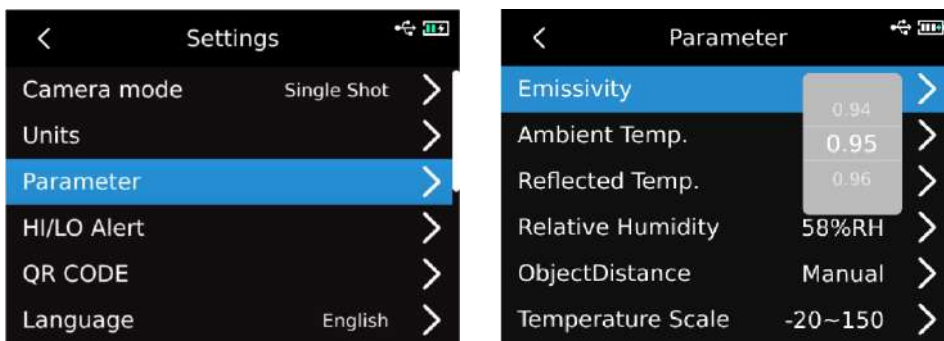 Settings
Camera mode Single Shot
Units
Parameter
HI/LO Alert
QR CODE
Language English
Parameter
Emissivity
0.94
Ambient Temp. 0.95
Reflected Temp. 0.96
Relative Humidity 58%RH
ObjectDistance Manual
Temperature Scale -20~150